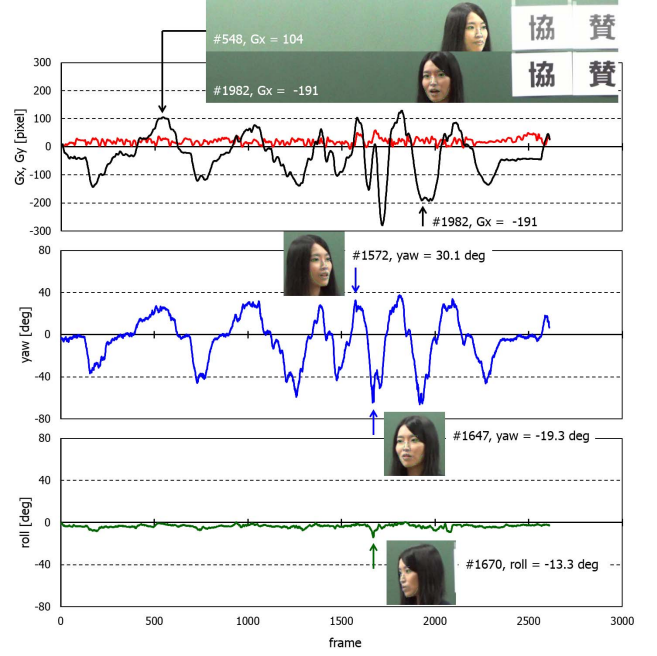 #548, Gx = 104
協 賛
#1982, Gx = -191
協 賛
300
200
100
0
-100
-200
-300
Gx, Gy [pixel]
#1982, Gx = -191
80
40
0
-40
-80
yaw [deg]
#1572, yaw = 30.1 deg
#1647, yaw = -19.3 deg
80
40
0
-40
-80
roll [deg]
#1670, roll = -13.3 deg
0 500 1000 1500 2000 2500 3000
frame